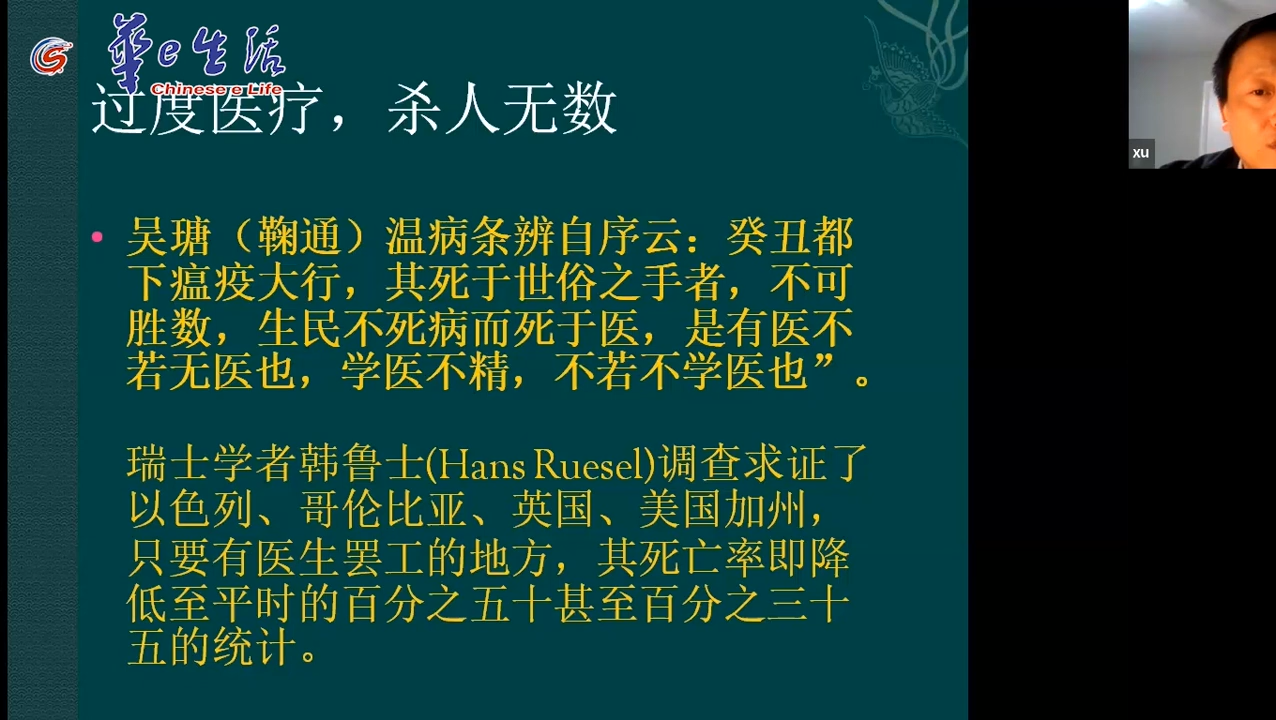 華e生活
Chinese e Life
过度医疗，杀人无数
吴瑭（鞠通）温病条辨自序云：癸丑都
下瘟疫大行，其死于世俗之手者，不可
胜数，生民不死病而死于医，是有医不
若无医也，学医不精，不若不学医也”。
瑞士学者韩鲁士(Hans Ruesel)调查求证了
以色列、哥伦比亚、英国、美国加州，
只要有医生罢工的地方，其死亡率即降
低至平时的百分之五十甚至百分之三十
五的统计。
xu